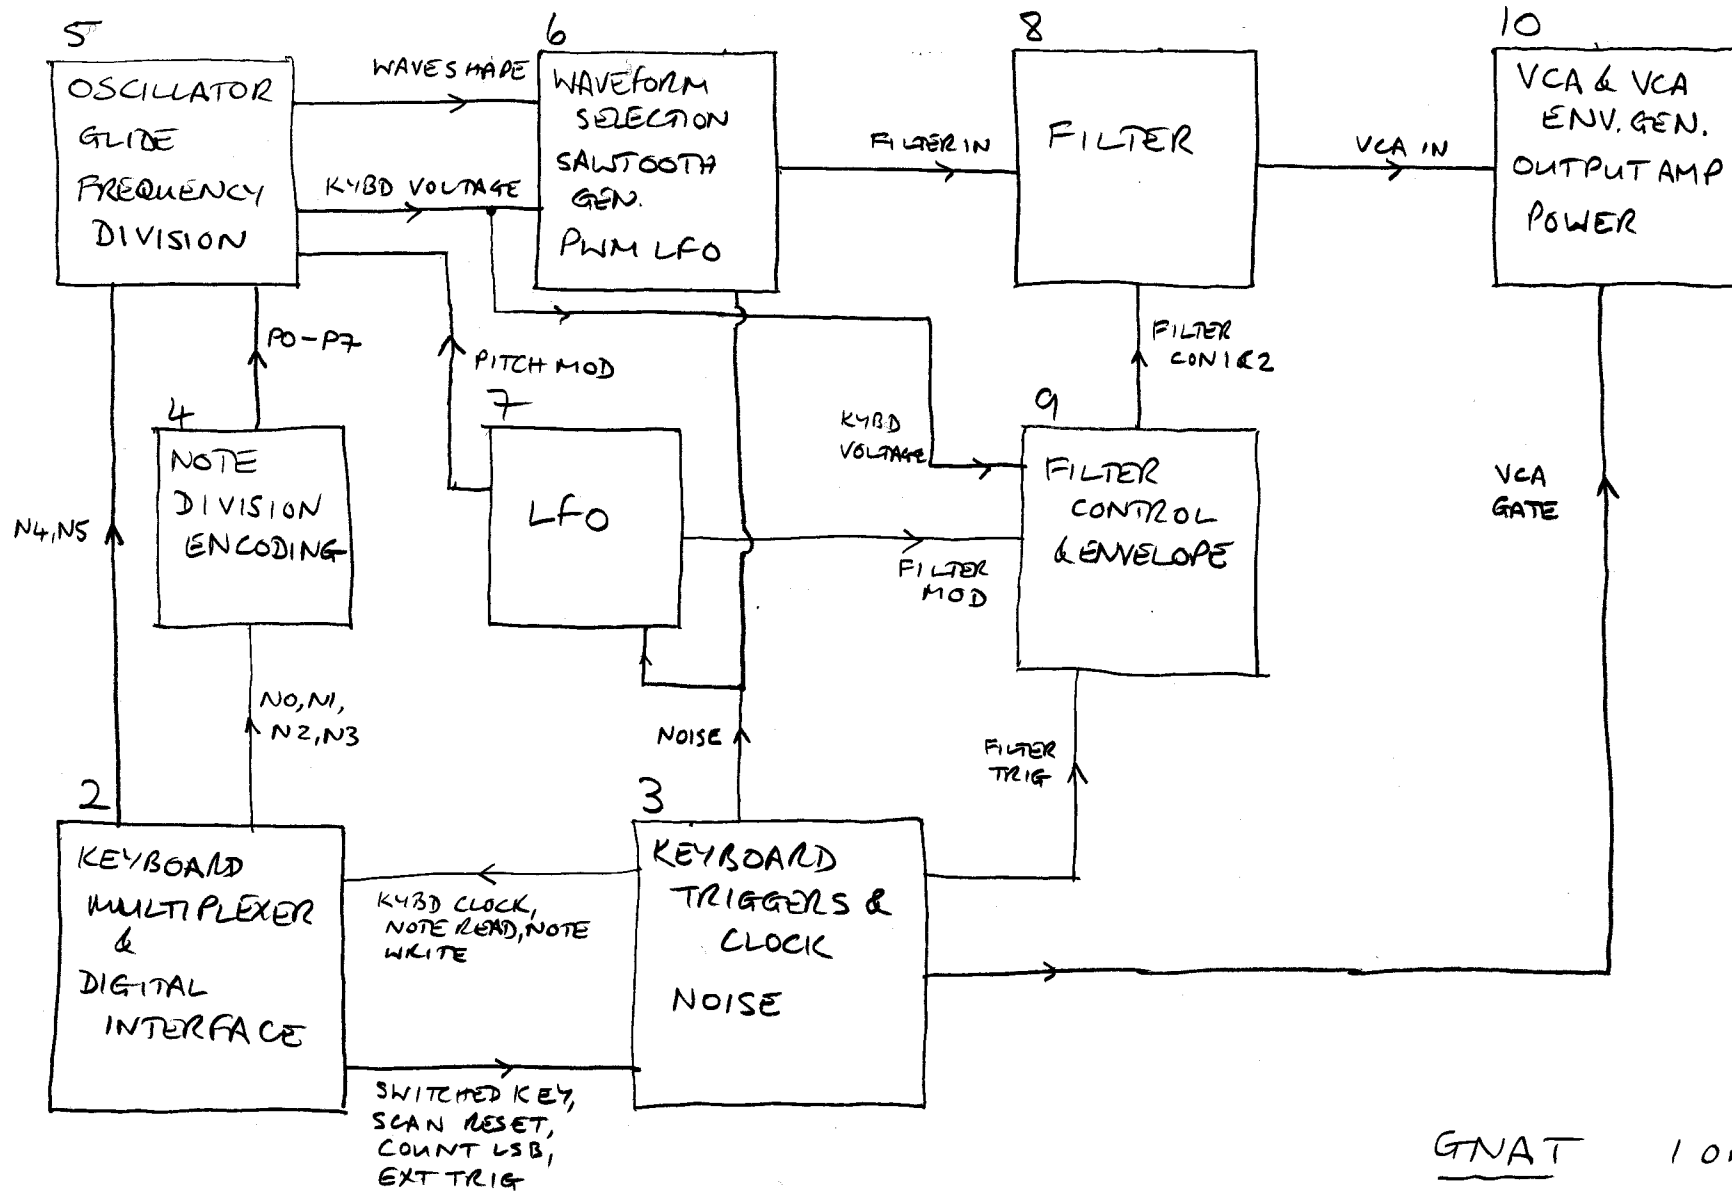 5
OSCILLATOR
GLIDE
FREQUENCY
DIVISION
WAVESHAPE
KYBD VOLTAGE
6
WAVEFORM
SELECTION
SAWTOOTH
GEN.
PWM LFO
FILTER IN
8
FILTER
VCA IN
10
VCA & VCA
ENV. GEN.
OUTPUT AMP
POWER
P0-P7
PITCH MOD
FILTER
CON 1 & 2
N4, N5
4
NOTE
DIVISION
ENCODING
7
LFO
KYBD
VOLTAGE
FILTER
MOD
9
FILTER
CONTROL
& ENVELOPE
VCA
GATE
N0, N1,
N2, N3
NOISE
FILTER
TRIG
2
KEYBOARD
MULTIPLEXER
&
DIGITAL
INTERFACE
KYBD CLOCK,
NOTE READ, NOTE
WRITE
SWITCHED KEY,
SCAN RESET,
COUNT LSB,
EXT TRIG
3
KEYBOARD
TRIGGERS &
CLOCK
NOISE
GNAT 1